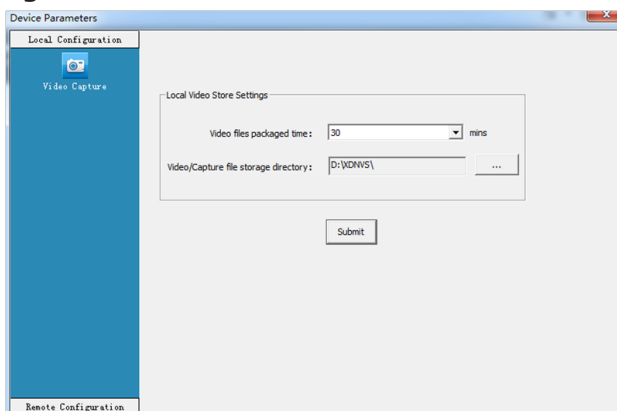 Device Parameters
Local Configuration
Video Capture
Local Video Store Settings
Video files packaged time: 30 mins
Video/Capture file storage directory: D:\XDNVS\ ...
Submit
Remote Configuration